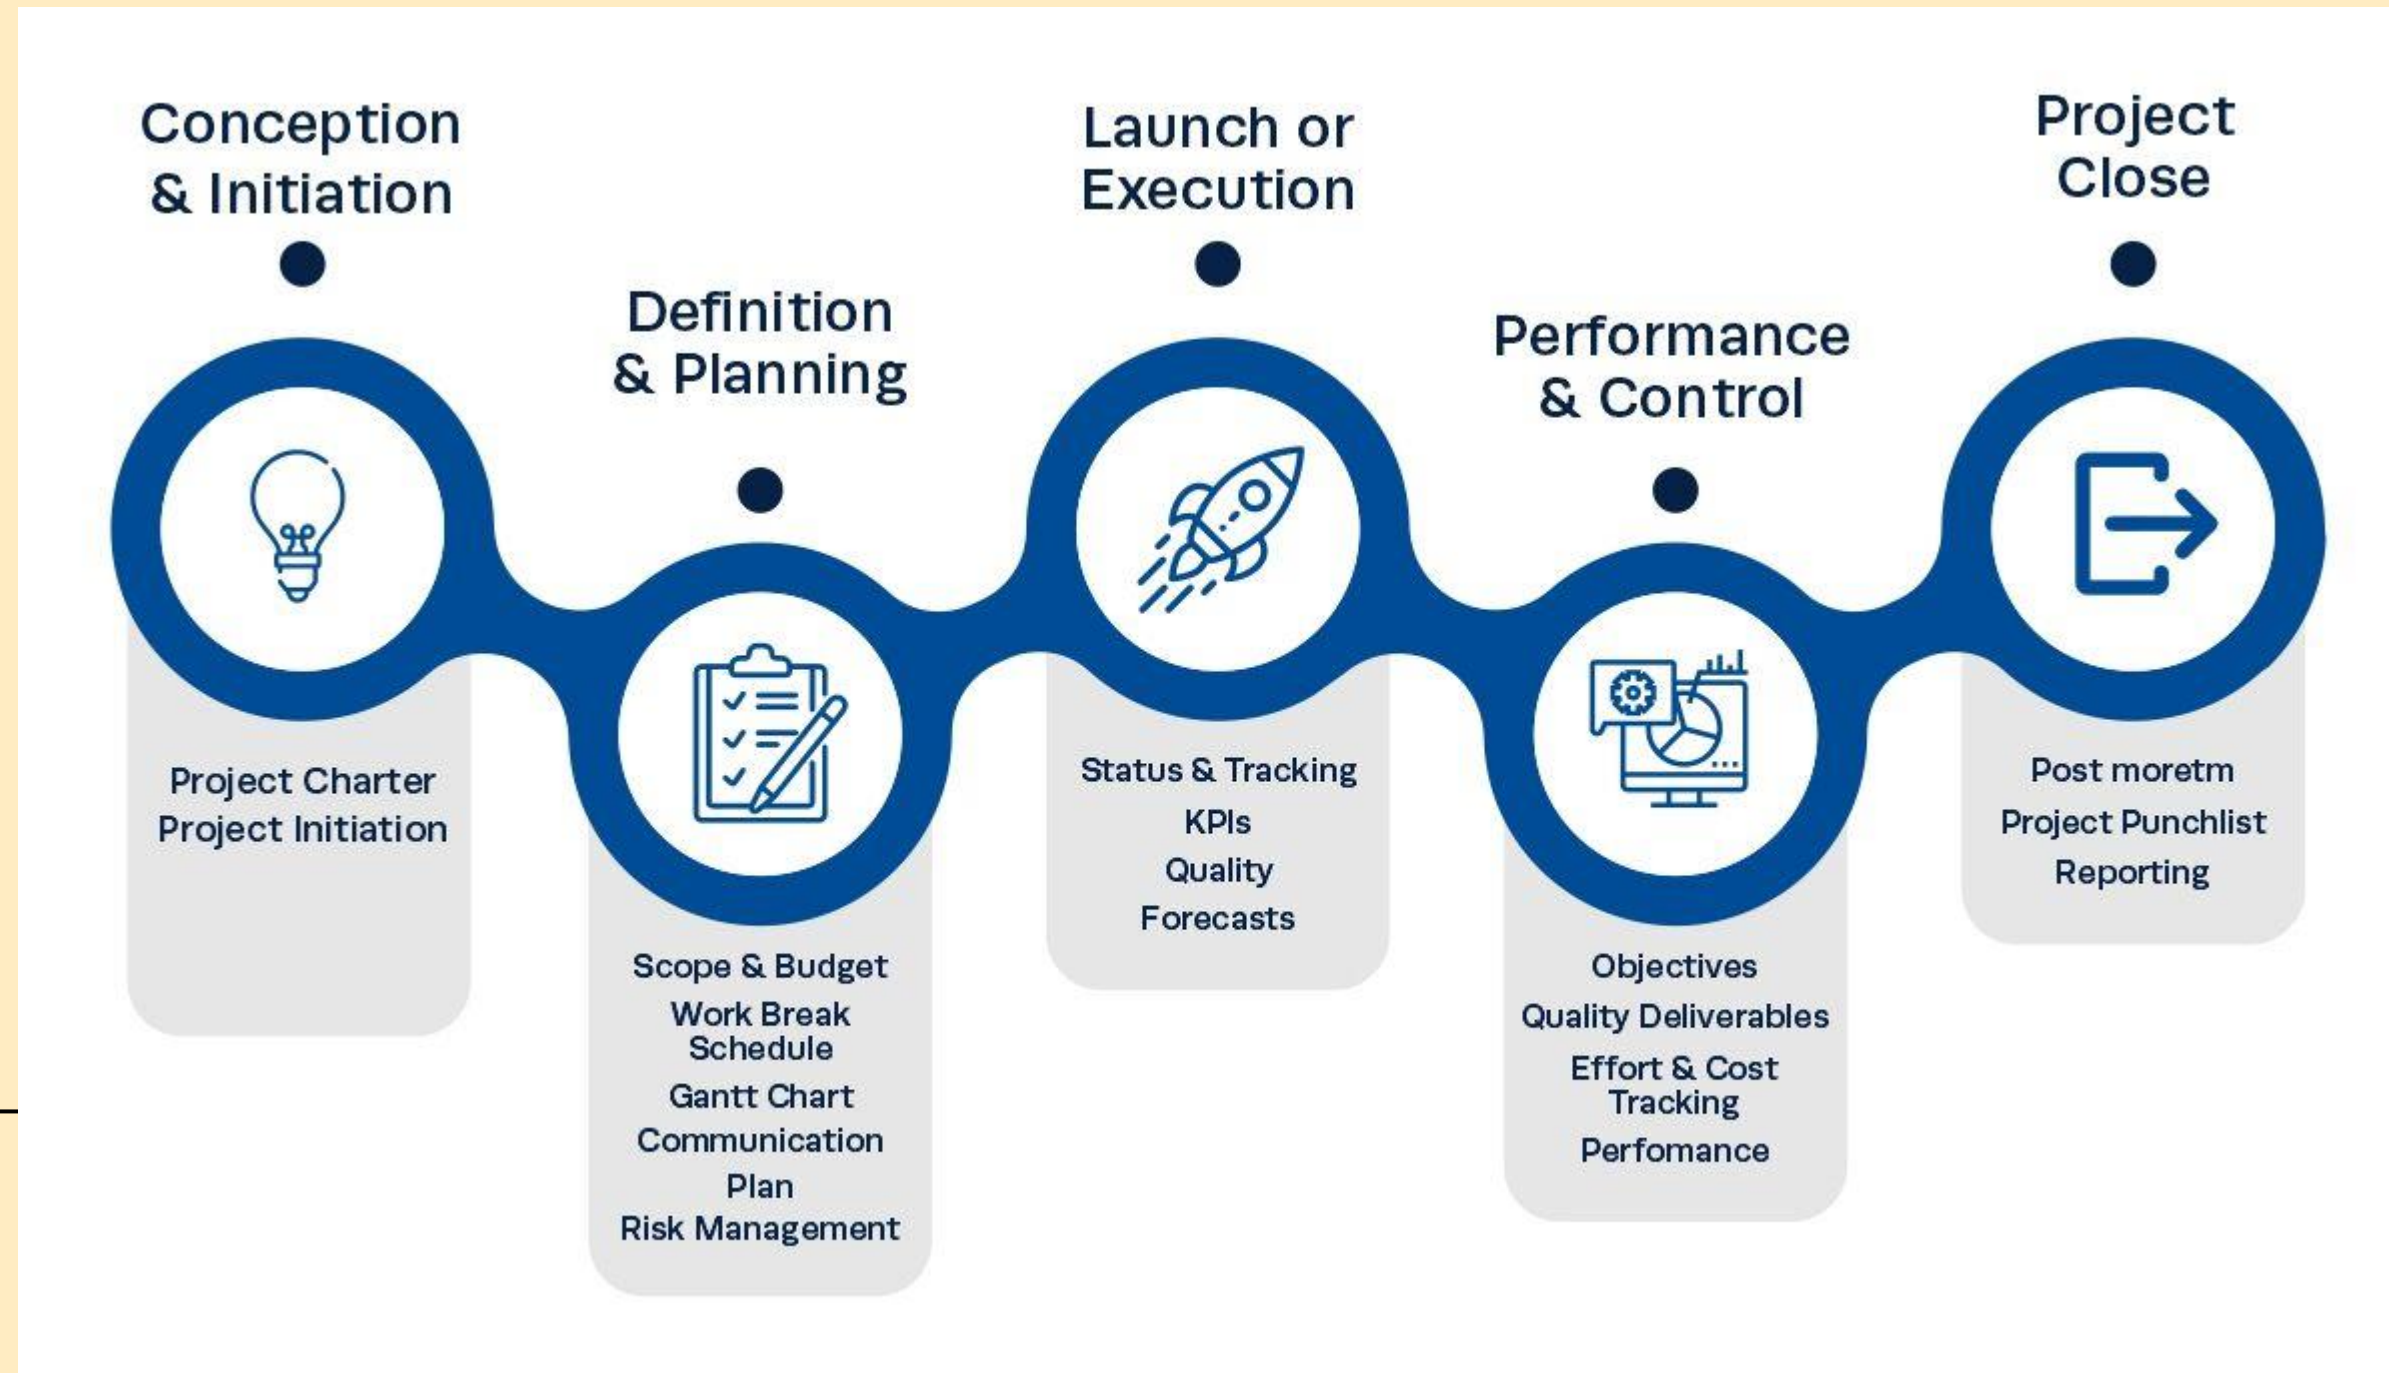 Conception
& Initiation
Project Charter
Project Initiation
Definition
& Planning
Scope & Budget
Work Break
Schedule
Gantt Chart
Communication
Plan
Risk Management
Launch or
Execution
Status & Tracking
KPIs
Quality
Forecasts
Performance
& Control
Objectives
Quality Deliverables
Effort & Cost
Tracking
Perfomance
Project
Close
Post moretm
Project Punchlist
Reporting